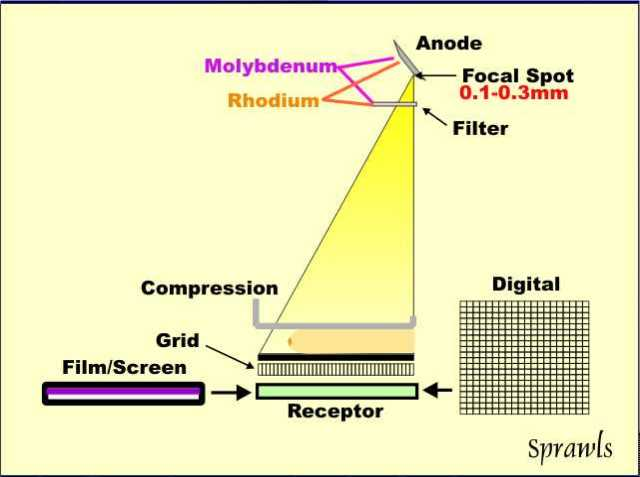 Anode
Molybdenum
Focal Spot
0.1-0.3mm
Rhodium
Filter
Compression
Digital
Grid
Film/Screen
Receptor
Sprawls